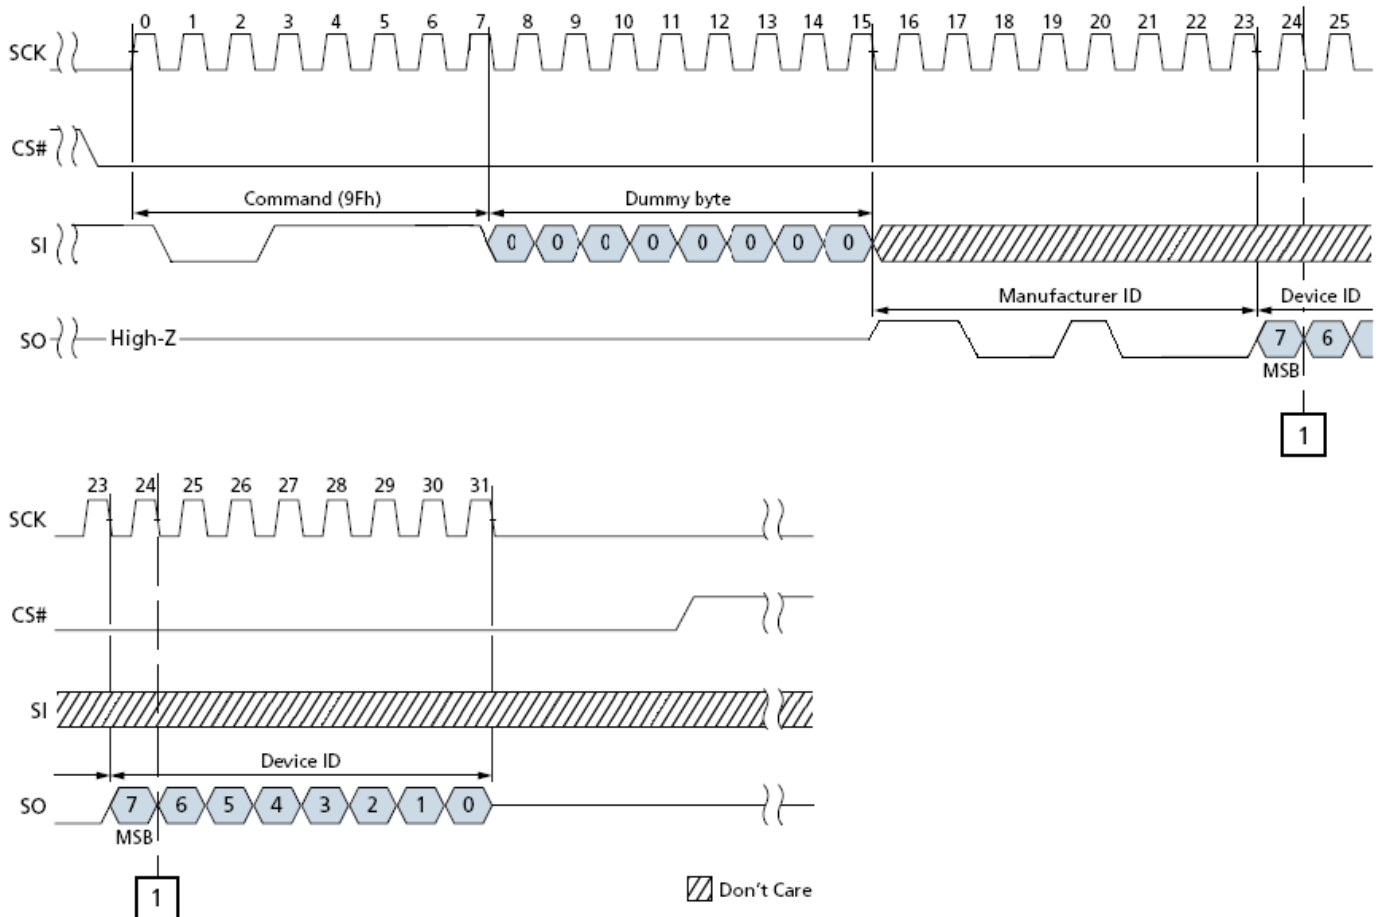 0 1 2 3 4 5 6 7 8 9 10 11 12 13 14 15 16 17 18 19 20 21 22 23 24 25
SCK
CS#
Command (9Fh) Dummy byte
SI 0 0 0 0 0 0 0 0
Manufacturer ID Device ID
SO High-Z 7 6
MSB
1
23 24 25 26 27 28 29 30 31
SCK
CS#
SI
Device ID
SO 7 6 5 4 3 2 1 0
MSB
1 Don't Care